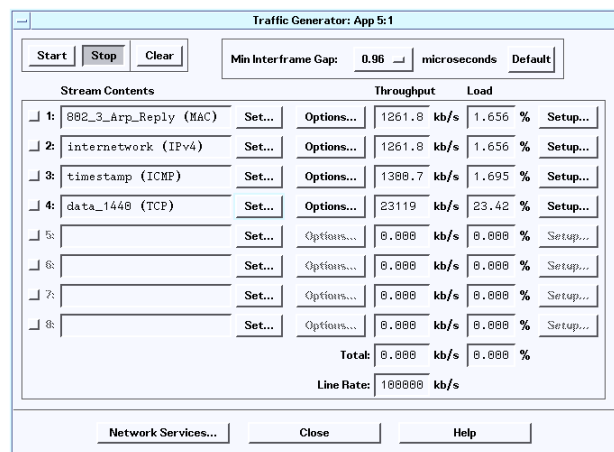 Traffic Generator: App 5:1
Start Stop Clear Min Interframe Gap: 0.96 microseconds Default
Stream Contents Throughput Load
1: 802_3_Arp_Reply (MAC) Set... Options... 1261.8 kb/s 1.656 % Setup...
2: internetwork (IPv4) Set... Options... 1261.8 kb/s 1.656 % Setup...
3: timestamp (ICMP) Set... Options... 1300.7 kb/s 1.695 % Setup...
4: data_1440 (TCP) Set... Options... 23119 kb/s 23.42 % Setup...
5: Set... Options... 0.000 kb/s 0.000 % Setup...
6: Set... Options... 0.000 kb/s 0.000 % Setup...
7: Set... Options... 0.000 kb/s 0.000 % Setup...
8: Set... Options... 0.000 kb/s 0.000 % Setup...
Total: 0.000 kb/s 0.000 %
Line Rate: 100000 kb/s
Network Services... Close Help